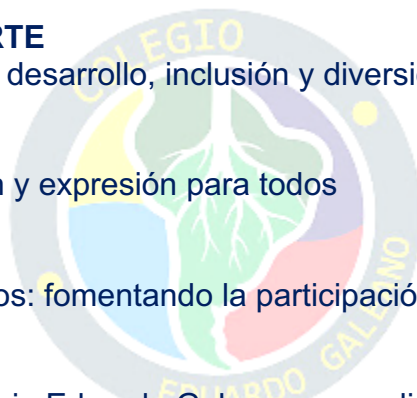 RTE
COLEGIO
desarrollo, inclusión y diversi
n y expresión para todos
os: fomentando la participació
EDUARDO GALEANO